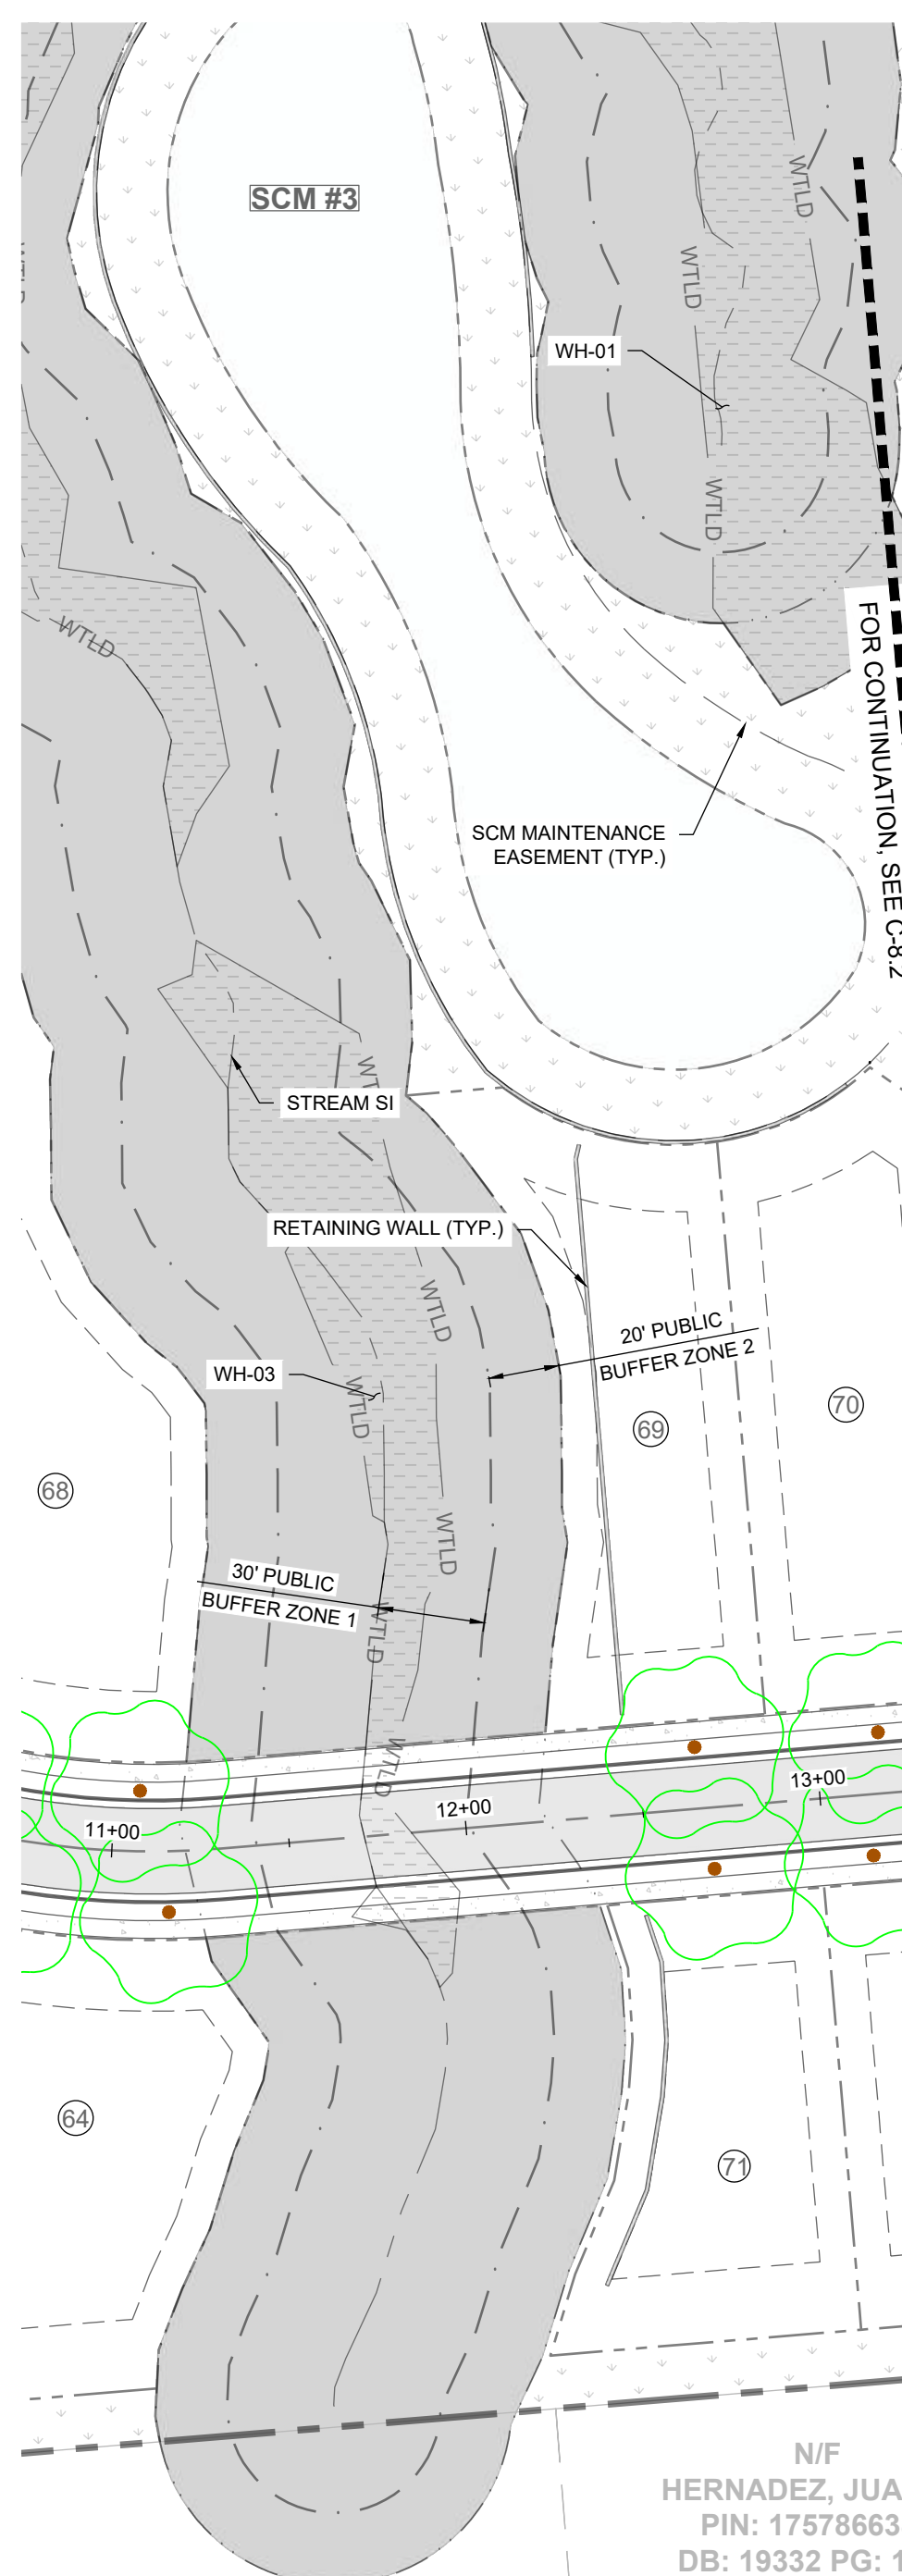 SCM #3
WTLD
WTLD
WH-01
WTLD
WTLD
FOR CONTINUATION, SEE C-8.2
SCM MAINTENANCE
EASEMENT (TYP.)
STREAM SI
RETAINING WALL (TYP.)
WTLD
20' PUBLIC
BUFFER ZONE 2
WH-03
WTLD
69
70
68
WTLD
30' PUBLIC
BUFFER ZONE 1
WTLD
WTLD
13+00
12+00
11+00
64
71
N/F
HERNADEZ, JUA
PIN: 17578663
DB: 19332 PG: 1